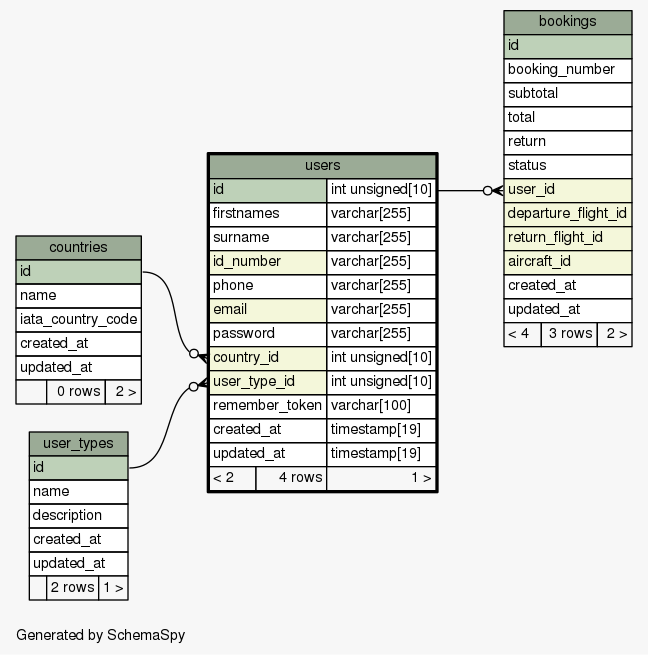 bookings
id
booking_number
subtotal
total
return
status
user_id
departure_flight_id
return_flight_id
aircraft_id
created_at
updated_at
< 4 3 rows 2 >
users
id int unsigned[10]
firstnames varchar[255]
surname varchar[255]
id_number varchar[255]
phone varchar[255]
email varchar[255]
password varchar[255]
country_id int unsigned[10]
user_type_id int unsigned[10]
remember_token varchar[100]
created_at timestamp[19]
updated_at timestamp[19]
< 2 4 rows 1 >
countries
id
name
iata_country_code
created_at
updated_at
0 rows 2 >
user_types
id
name
description
created_at
updated_at
2 rows 1 >
Generated by SchemaSpy